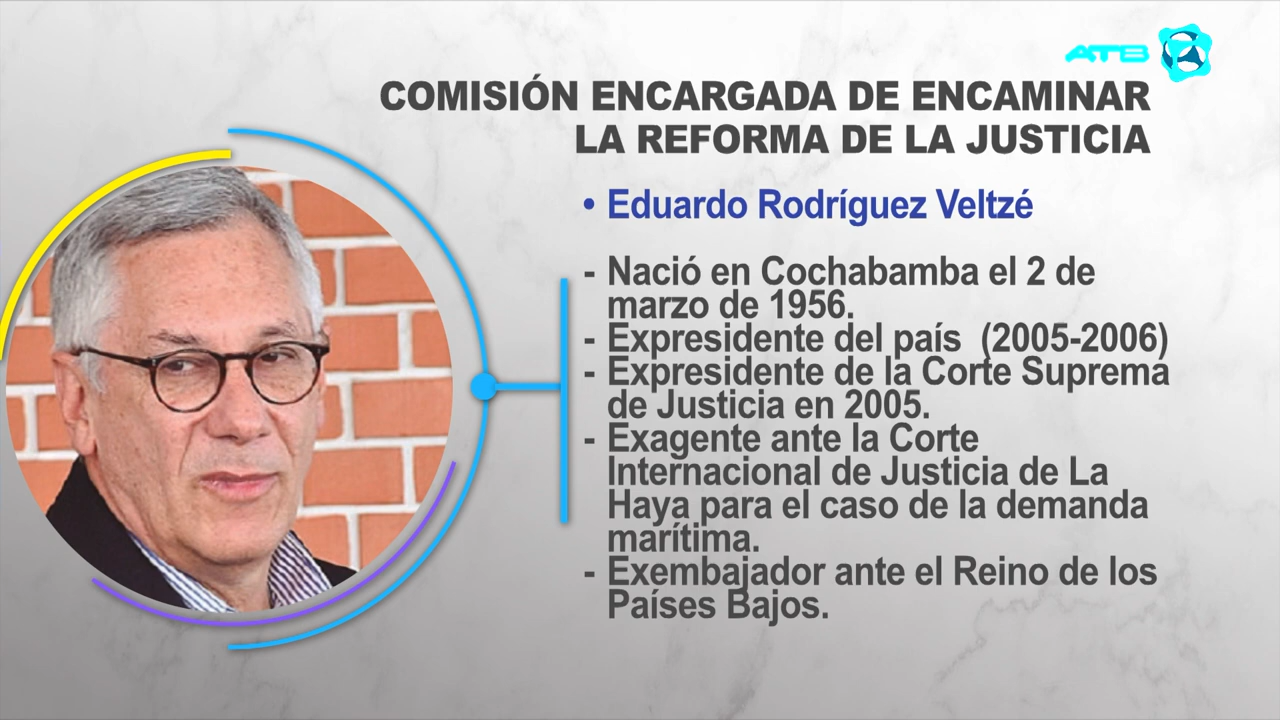 ATB
COMISIÓN ENCARGADA DE ENCAMINAR
LA REFORMA DE LA JUSTICIA
• Eduardo Rodríguez Veltzé
- Nació en Cochabamba el 2 de
marzo de 1956.
- Expresidente del país (2005-2006)
- Expresidente de la Corte Suprema
de Justicia en 2005.
- Exagente ante la Corte
Internacional de Justicia de La
Haya para el caso de la demanda
marítima.
- Exembajador ante el Reino de los
Países Bajos.